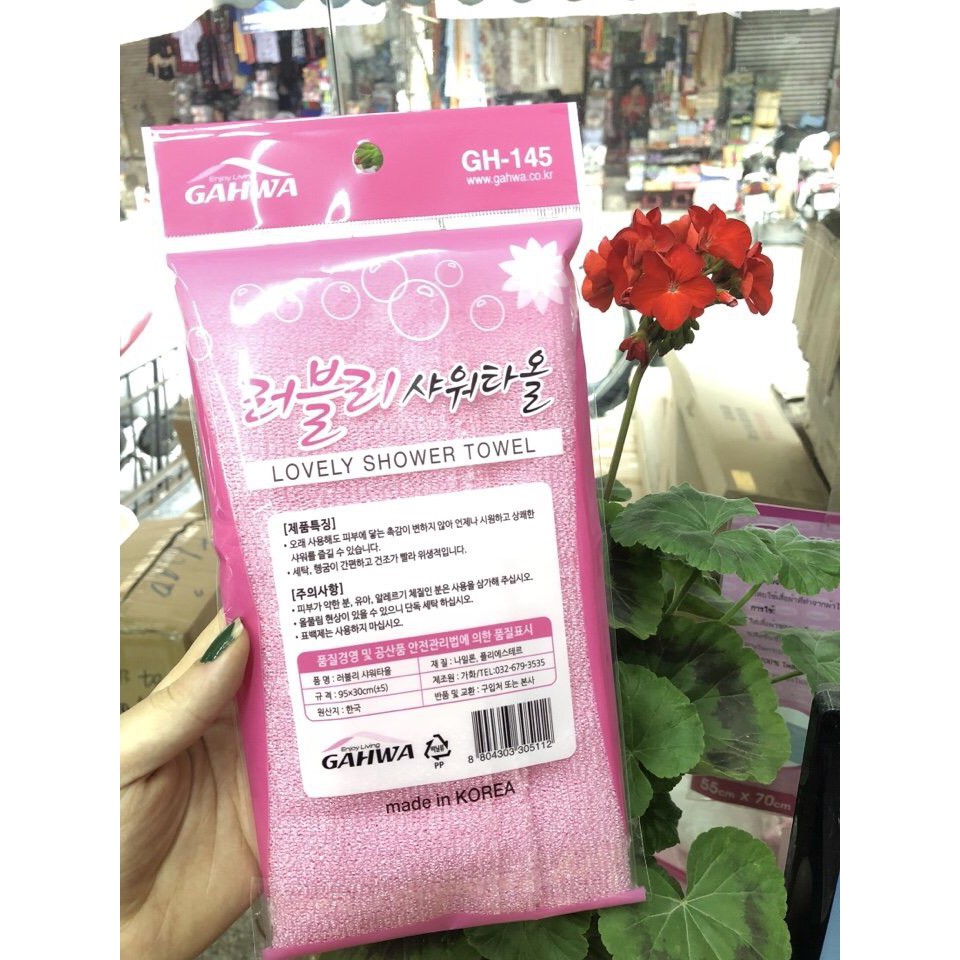 Enjoy Living
GAHWA
GH-145
www.gahwa.co.kr
러블리 샤워타올
LOVELY SHOWER TOWEL
[제품특징]
• 오래 사용해도 피부에 닿는 촉감이 변하지 않아 언제나 시원하고 상쾌한
샤워를 즐길 수 있습니다.
• 세탁, 헹굼이 간편하고 건조가 빨라 위생적입니다.
[주의사항]
• 피부가 약한 분, 유아, 알레르기 체질인 분은 사용을 삼가해 주십시오.
• 올풀림 현상이 있을 수 있으니 단독 세탁 하십시오.
• 표백제는 사용하지 마십시오.
품질경영 및 공산품 안전관리법에 의한 품질표시
품 명 : 러블리 샤워타올
재 질 : 나일론, 폴리에스테르
규 격 : 95×30cm(±5)
제조원 : 가화/TEL:032-679-3535
원산지 : 한국
반품 및 교환 : 구입처 또는 본사
Enjoy Living
GAHWA
비닐류
PP
8 804303 305112
made in KOREA
การใช้:
55cm x 70cm